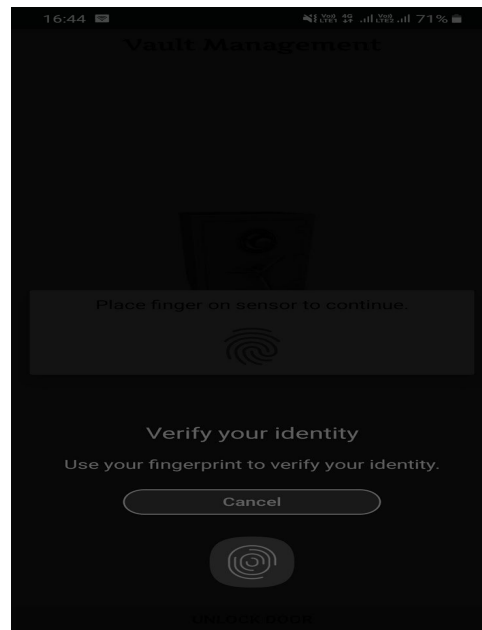 16:44 71%
Vault Management
Place finger on sensor to continue.
Verify your identity
Use your fingerprint to verify your identity.
Cancel
UNLOCK DOOR